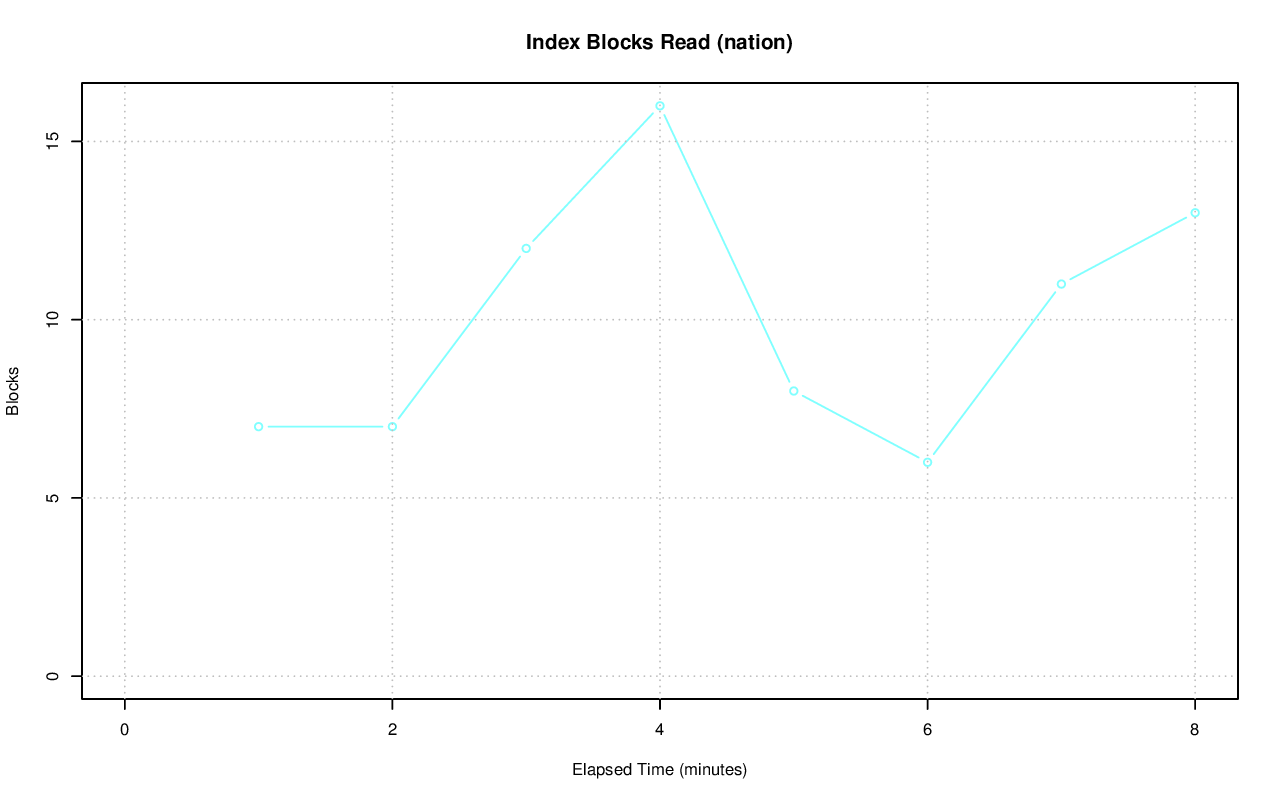 Index Blocks Read (nation)
15
10
5
0
Blocks
0 2 4 6 8
Elapsed Time (minutes)